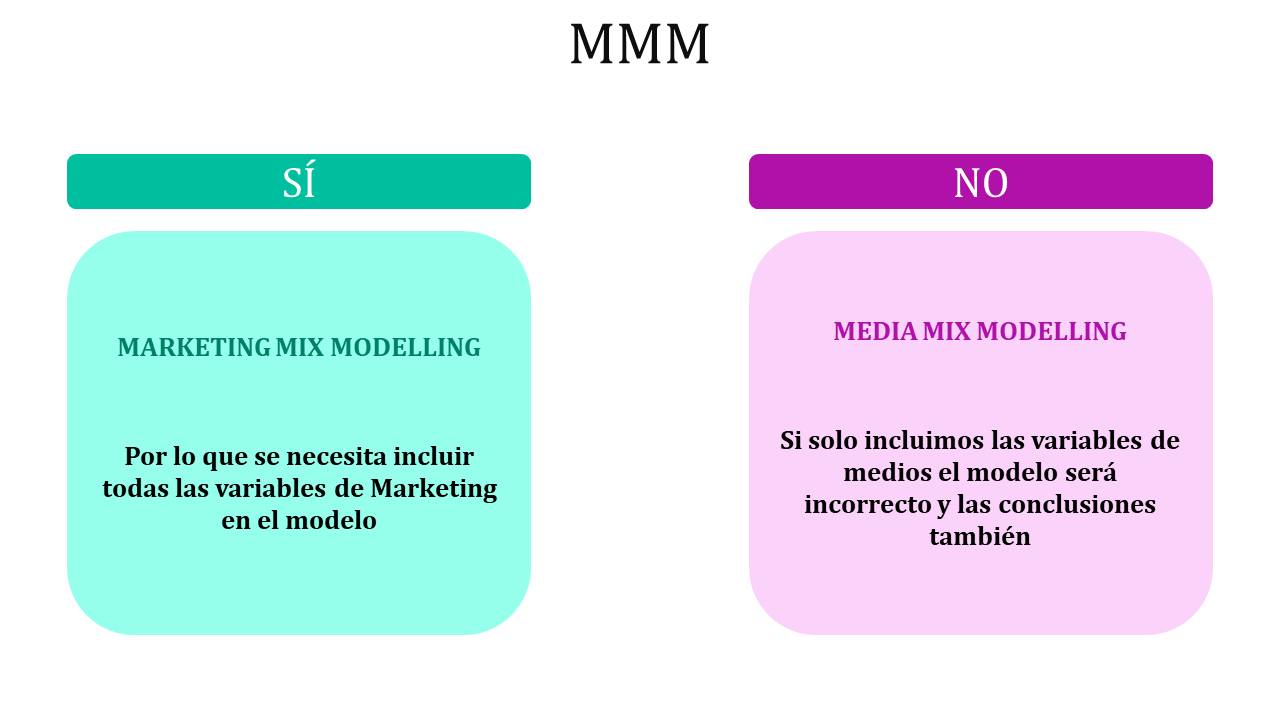 MMM
SÍ
MARKETING MIX MODELLING
Por lo que se necesita incluir
todas las variables de Marketing
en el modelo
NO
MEDIA MIX MODELLING
Si solo incluimos las variables de
medios el modelo será
incorrecto y las conclusiones
también